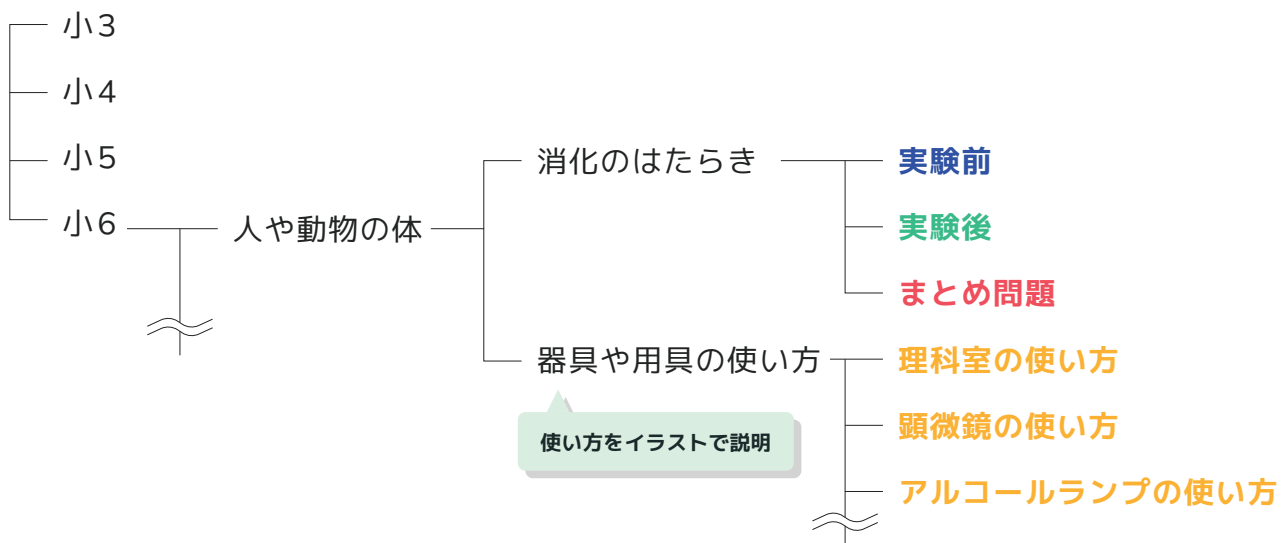 小3
小4
小5
小6
人や動物の体
消化のはたらき
実験前
実験後
まとめ問題
器具や用具の使い方
使い方をイラストで説明
理科室の使い方
顕微鏡の使い方
アルコールランプの使い方